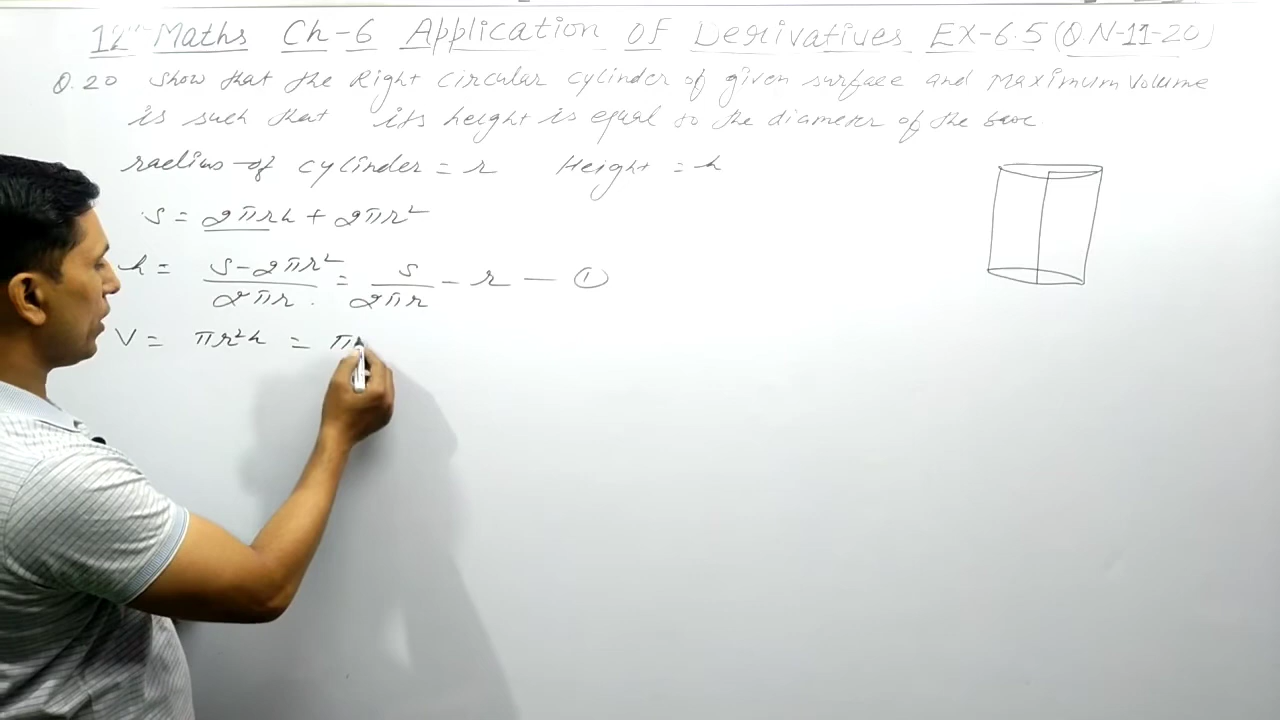 12th Maths Ch-6 Application OF Derivatives EX-6.5 (Q.N-11-20)
Q.20 Show that the Right circular cylinder of given surface and Maximum Volume
is such that its height is equal to the diameter of the base.
radius of cylinder = r Height = h
S = 2πrh + 2πr²
h = (S-2πr²)/(2πr) = S/(2πr) - r — ①
V = πr²h = π